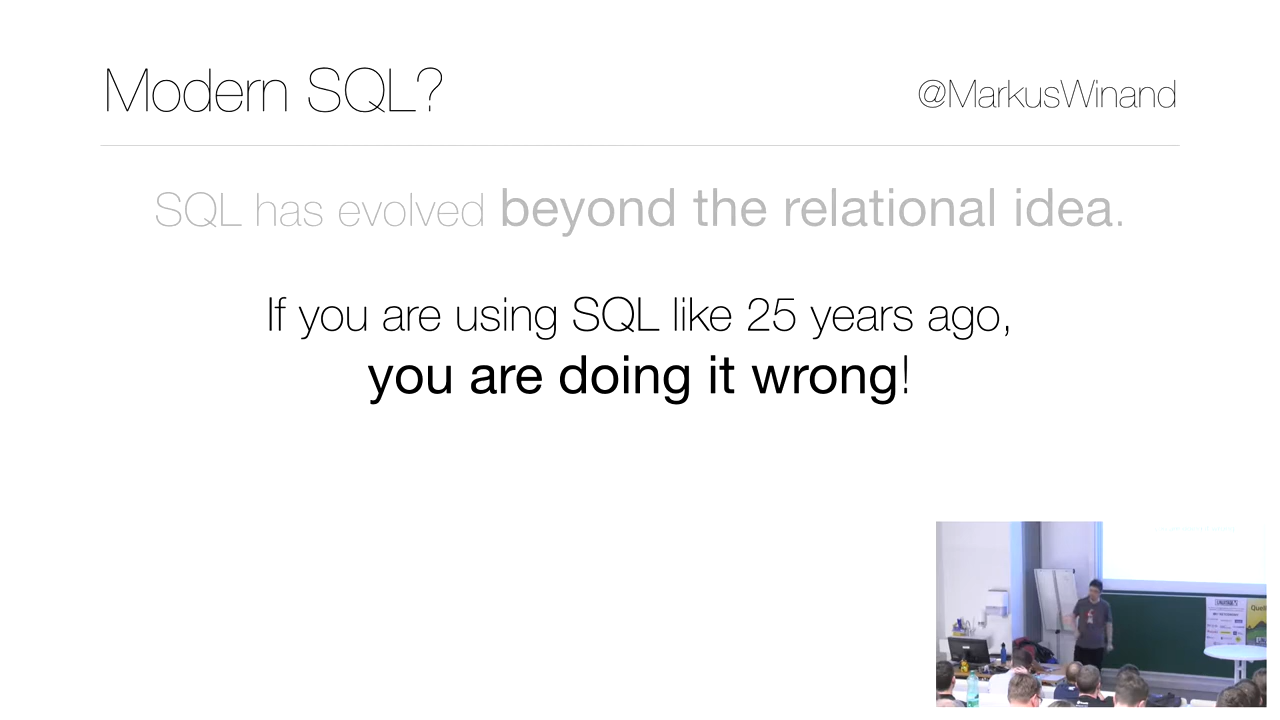 Modern SQL?
@MarkusWinand
SQL has evolved beyond the relational idea.
If you are using SQL like 25 years ago,
you are doing it wrong!